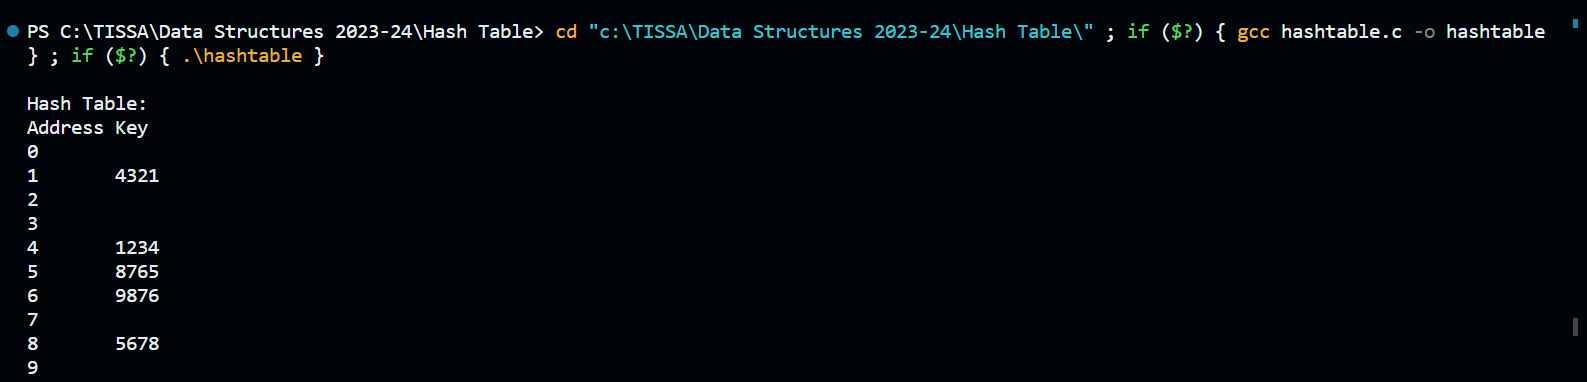 PS C:\TISSA\Data Structures 2023-24\Hash Table> cd "c:\TISSA\Data Structures 2023-24\Hash Table\" ; if ($?) { gcc hashtable.c -o hashtable
} ; if ($?) { .\hashtable }
Hash Table:
Address Key
0
1       4321
2
3
4       1234
5       8765
6       9876
7
8       5678
9